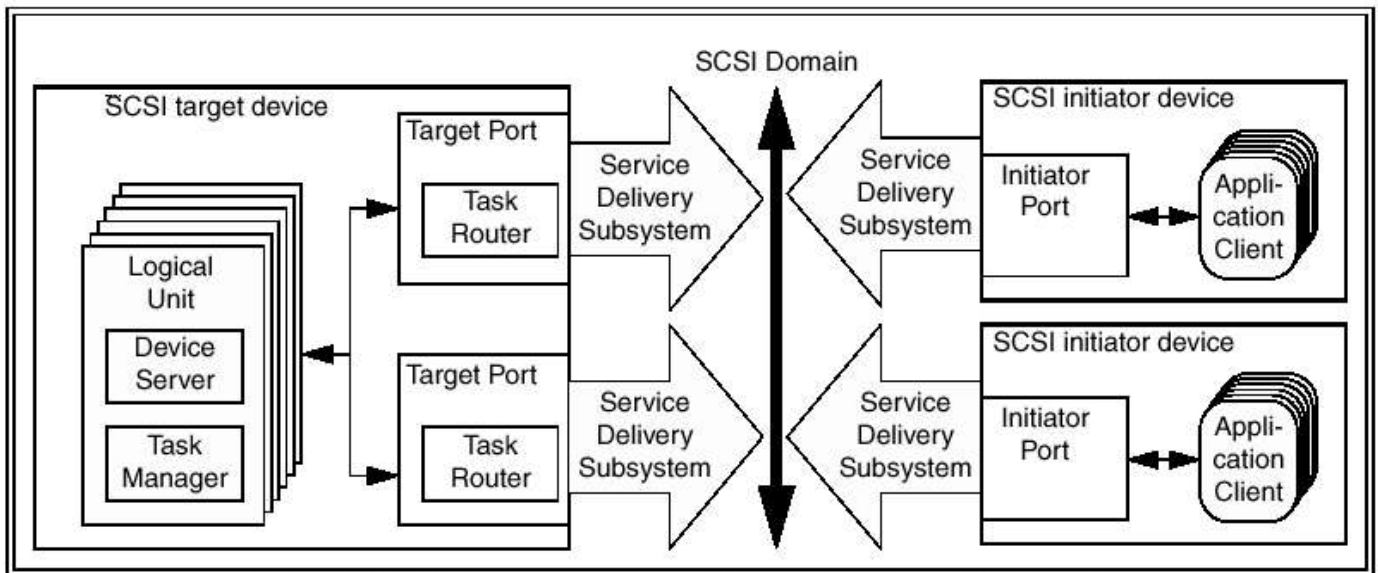 SCSI Domain
SCSI target device
Target Port
Task
Router
Logical
Unit
Device
Server
Task
Manager
Target Port
Task
Router
Service
Delivery
Subsystem
Service
Delivery
Subsystem
Service
Delivery
Subsystem
Service
Delivery
Subsystem
SCSI initiator device
Initiator
Port
Appli-
cation
Client
SCSI initiator device
Initiator
Port
Appli-
cation
Client